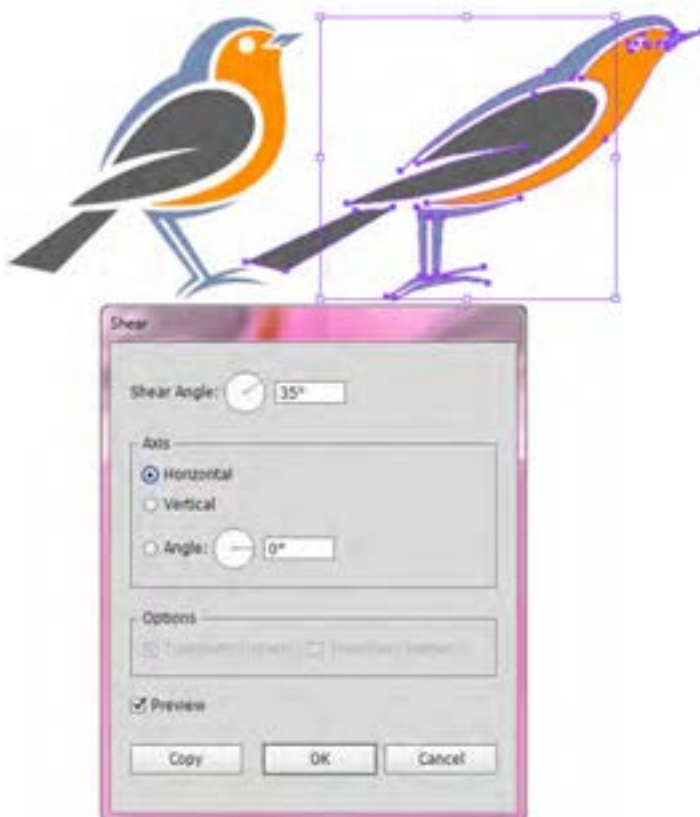 Shear
Shear Angle: 35°
Axis
Horizontal
Vertical
Angle: 0°
Options
Preview
Copy OK Cancel